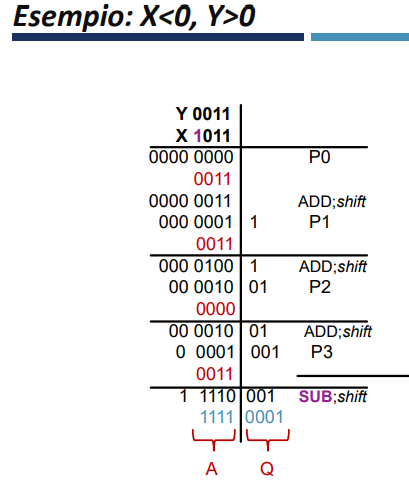 Esempio: X<0, Y>0
Y 0011
X 1011
0000 0000 P0
0011
0000 0011 ADD;shift
000 0001 1 P1
0011
000 0100 1 ADD;shift
00 0010 01 P2
0000
00 0010 01 ADD;shift
0 0001 001 P3
0011
1 1110 001 SUB;shift
1111 0001
A Q